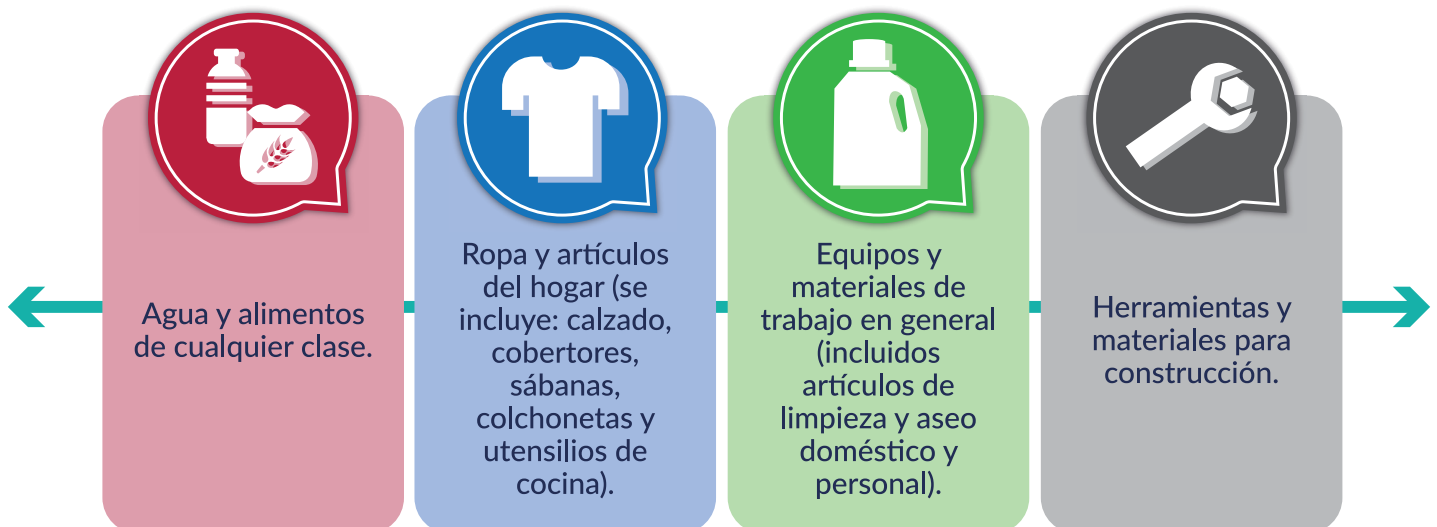 Agua y alimentos
de cualquier clase.
Ropa y artículos
del hogar (se
incluye: calzado,
cobertores,
sábanas,
colchonetas y
utensilios de
cocina).
Equipos y
materiales de
trabajo en general
(incluidos
artículos de
limpieza y aseo
doméstico y
personal).
Herramientas y
materiales para
construcción.